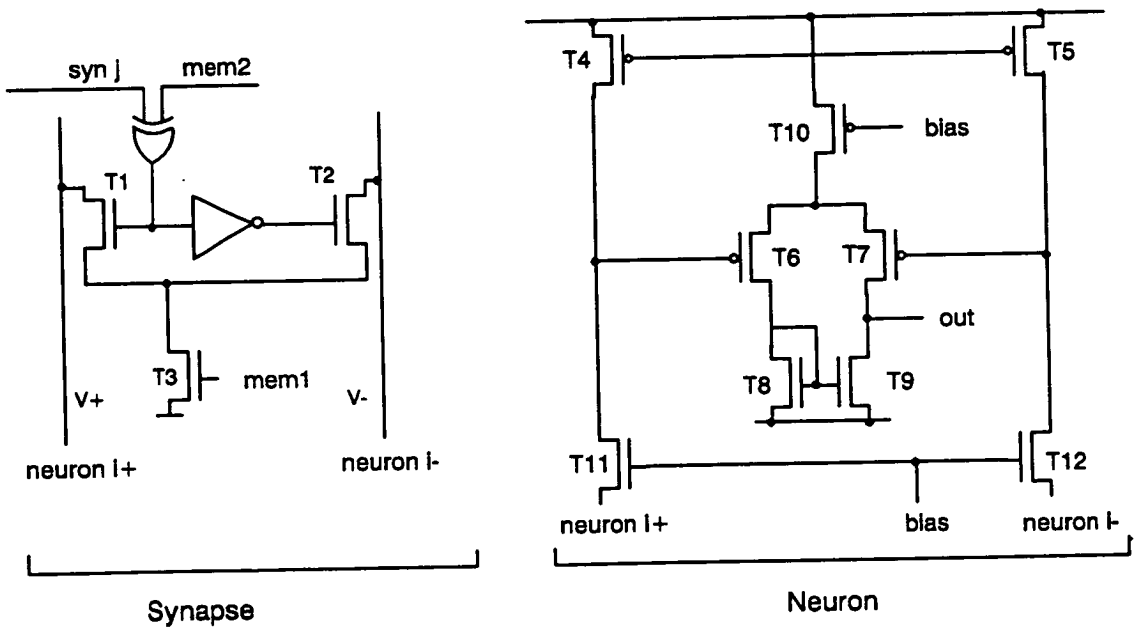 syn j
mem2
T1
T2
T3
mem1
V+
V-
neuron i+
neuron i-
Synapse
T4
T5
T10
bias
T6
T7
out
T8
T9
T11
T12
neuron i+
bias
neuron i-
Neuron